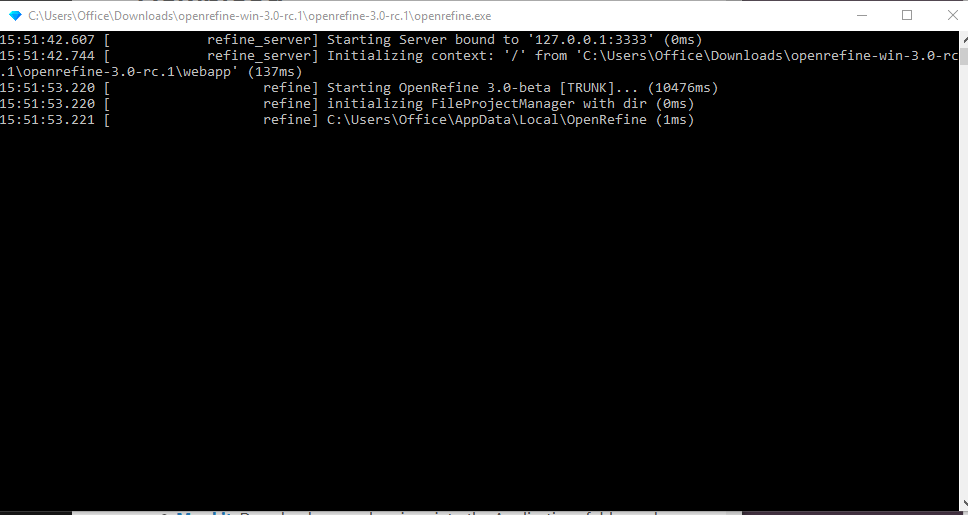 C:\Users\Office\Downloads\openrefine-win-3.0-rc.1\openrefine-3.0-rc.1\openrefine.exe
15:51:42.607 [            refine_server] Starting Server bound to '127.0.0.1:3333' (0ms)
15:51:42.744 [            refine_server] Initializing context: '/' from 'C:\Users\Office\Downloads\openrefine-win-3.0-rc
.1\openrefine-3.0-rc.1\webapp' (137ms)
15:51:53.220 [                   refine] Starting OpenRefine 3.0-beta [TRUNK]... (10476ms)
15:51:53.220 [                   refine] initializing FileProjectManager with dir (0ms)
15:51:53.221 [                   refine] C:\Users\Office\AppData\Local\OpenRefine (1ms)